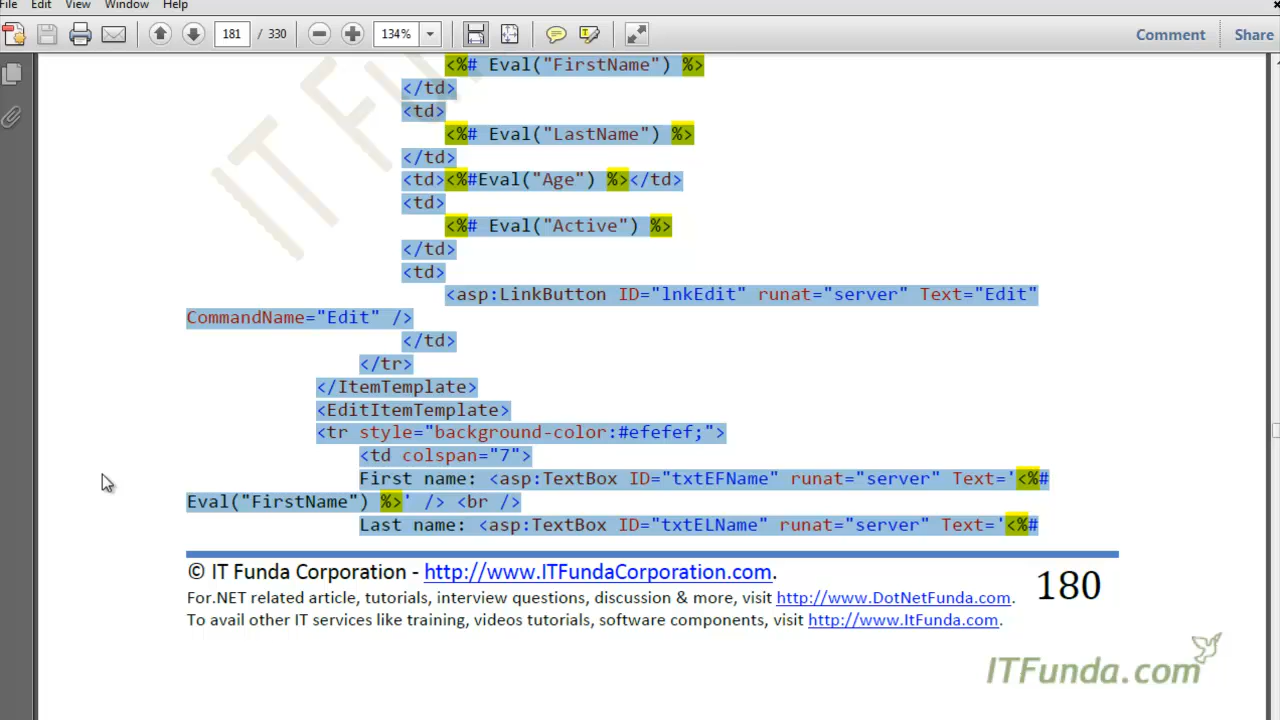 File Edit View Window Help
181 / 330 134% Comment Share
<%# Eval("FirstName") %>
</td>
<td>
<%# Eval("LastName") %>
</td>
<td><%#Eval("Age") %></td>
<td>
<%# Eval("Active") %>
</td>
<td>
<asp:LinkButton ID="lnkEdit" runat="server" Text="Edit"
CommandName="Edit" />
</td>
</tr>
</ItemTemplate>
<EditItemTemplate>
<tr style="background-color:#efefef;">
<td colspan="7">
First name: <asp:TextBox ID="txtEFName" runat="server" Text='<%#
Eval("FirstName") %>' /> <br />
Last name: <asp:TextBox ID="txtELName" runat="server" Text='<%#
© IT Funda Corporation - http://www.ITFundaCorporation.com.
For.NET related article, tutorials, interview questions, discussion & more, visit http://www.DotNetFunda.com.
To avail other IT services like training, videos tutorials, software components, visit http://www.ItFunda.com.
180
IT Fun
ITFunda.com